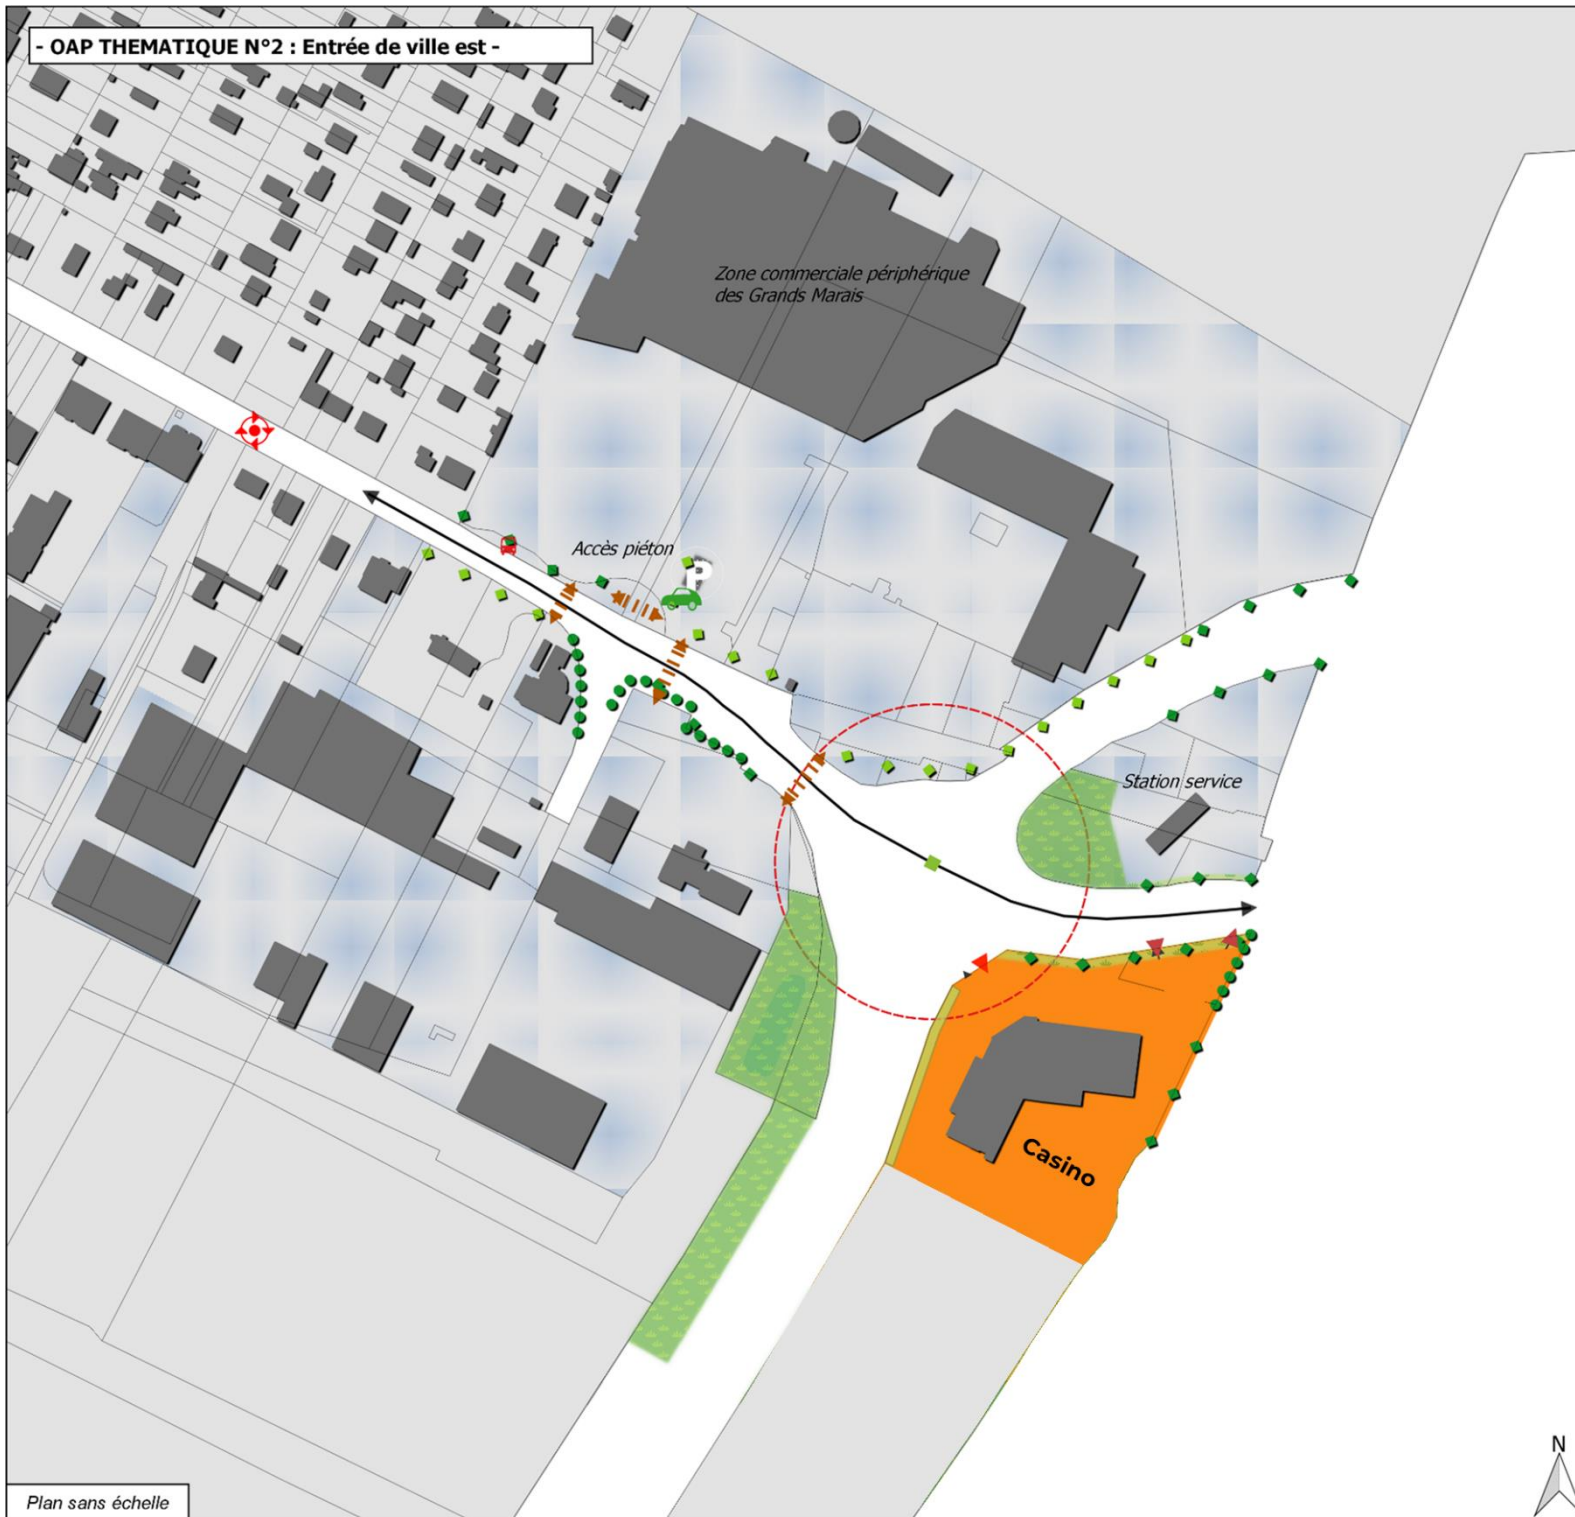 - OAP THEMATIQUE N°2 : Entrée de ville est -
Zone commerciale périphérique
des Grands Marais
Accès piéton
P
Station service
Casino
N
Plan sans échelle